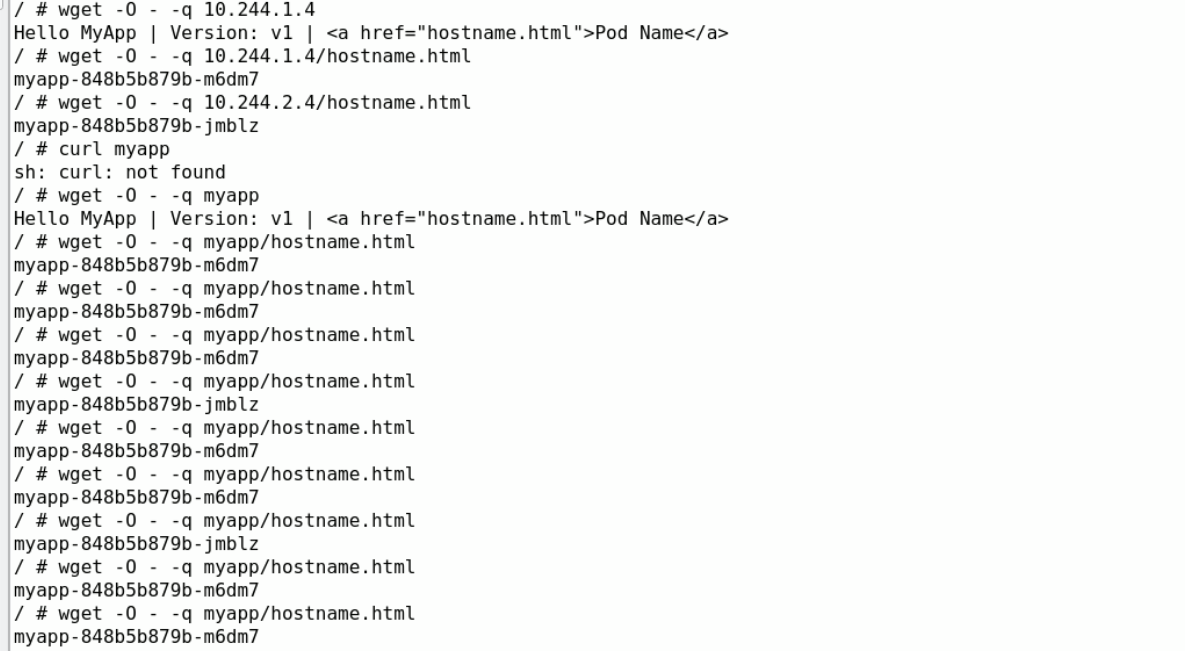 / # wget -O - -q 10.244.1.4
Hello MyApp | Version: v1 | <a href="hostname.html">Pod Name</a>
/ # wget -O - -q 10.244.1.4/hostname.html
myapp-848b5b879b-m6dm7
/ # wget -O - -q 10.244.2.4/hostname.html
myapp-848b5b879b-jmblz
/ # curl myapp
sh: curl: not found
/ # wget -O - -q myapp
Hello MyApp | Version: v1 | <a href="hostname.html">Pod Name</a>
/ # wget -O - -q myapp/hostname.html
myapp-848b5b879b-m6dm7
/ # wget -O - -q myapp/hostname.html
myapp-848b5b879b-m6dm7
/ # wget -O - -q myapp/hostname.html
myapp-848b5b879b-m6dm7
/ # wget -O - -q myapp/hostname.html
myapp-848b5b879b-jmblz
/ # wget -O - -q myapp/hostname.html
myapp-848b5b879b-m6dm7
/ # wget -O - -q myapp/hostname.html
myapp-848b5b879b-m6dm7
/ # wget -O - -q myapp/hostname.html
myapp-848b5b879b-jmblz
/ # wget -O - -q myapp/hostname.html
myapp-848b5b879b-m6dm7
/ # wget -O - -q myapp/hostname.html
myapp-848b5b879b-m6dm7